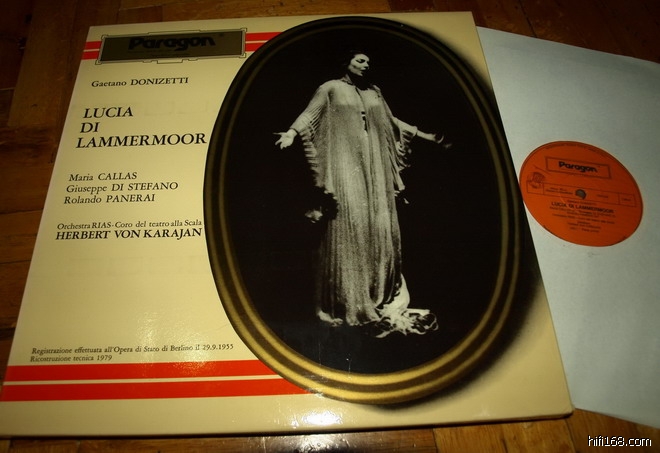 Paragon
Gaetano DONIZETTI
LUCIA
DI
LAMMERMOOR
Maria CALLAS
Giuseppe DI STEFANO
Rolando PANERAI
Orchestra RIAS - Coro del teatro alla Scala
HERBERT VON KARAJAN
Registrazione effettuata all'Opera di Stato di Berlino il 29.9.1955
Ricostruzione tecnica 1979
Paragon
LUCIA DI LAMMERMOOR
hifi168.com